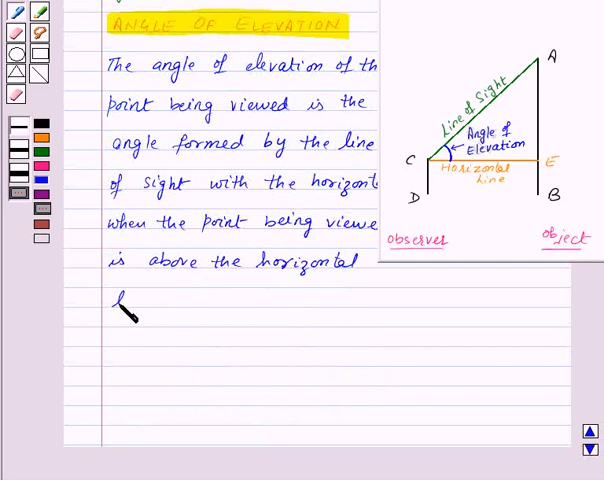 ANGLE OF ELEVATION
The angle of elevation of th
point being viewed is the
angle formed by the line
of sight with the horizont
when the point being viewe
is above the horizontal
l
A
Line of Sight
Angle of
Elevation
C
E
Horizontal
Line
D
B
Observer
Object